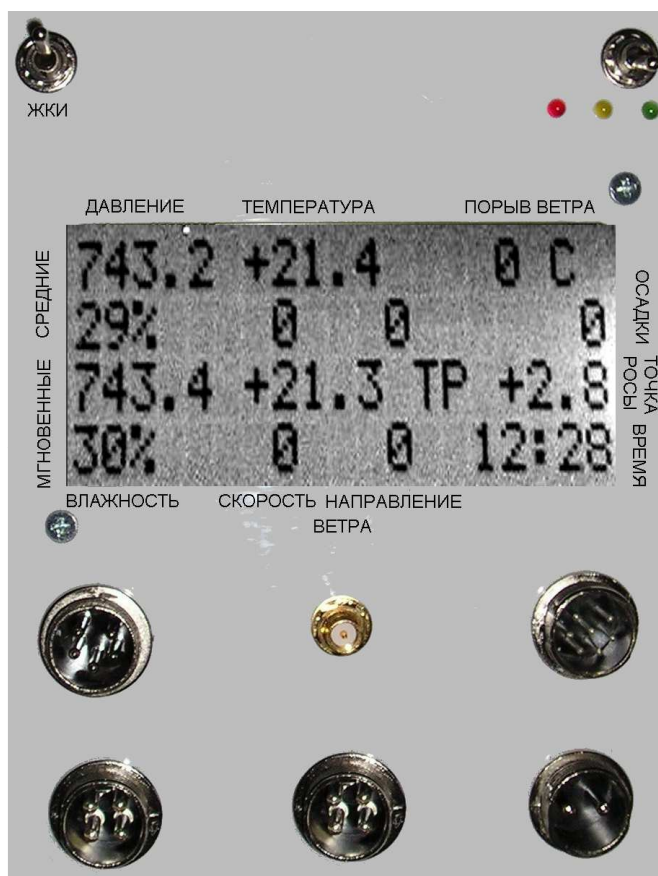 ЖКИ
ДАВЛЕНИЕ ТЕМПЕРАТУРА ПОРЫВ ВЕТРА
СРЕДНИЕ
743.2 +21.4 0 С
29% 0 0 0
ОСАДКИ
МГНОВЕННЫЕ
743.4 +21.3 ТР +2.8
30% 0 0 12:28
ТОЧКА
РОСЫ
ВРЕМЯ
ВЛАЖНОСТЬ СКОРОСТЬ НАПРАВЛЕНИЕ
ВЕТРА